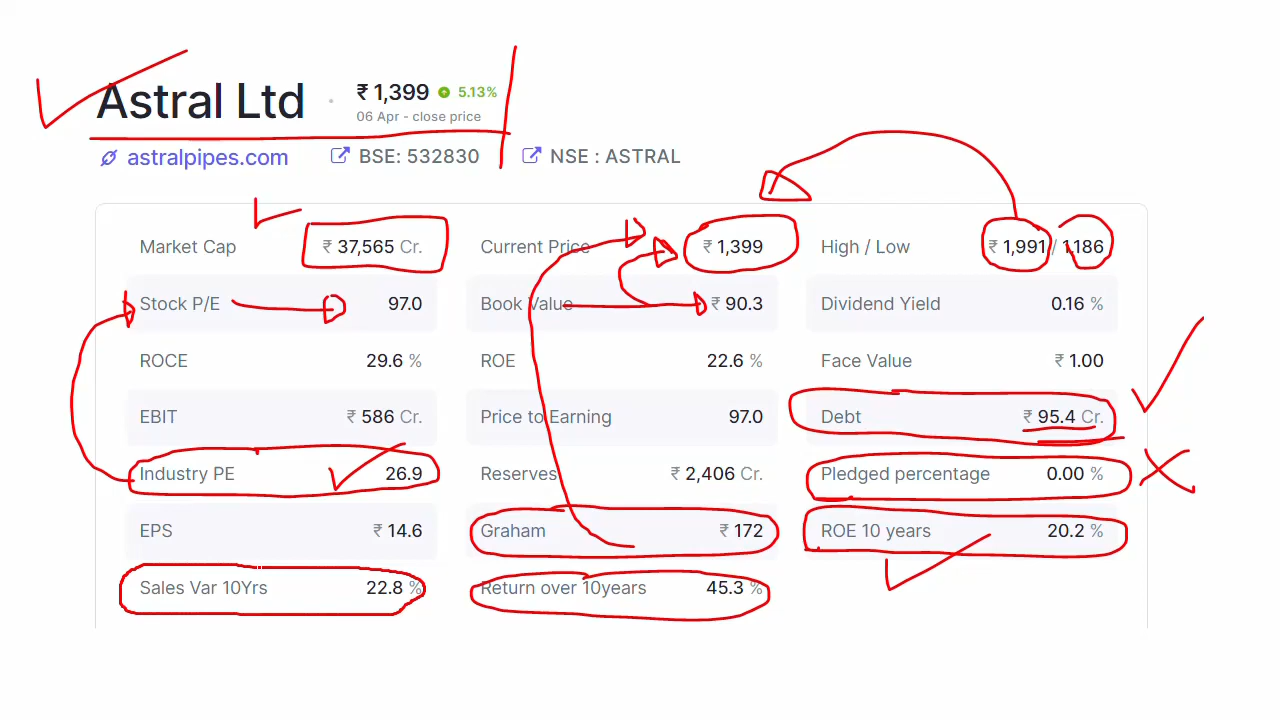 Astral Ltd · ₹ 1,399 5.13%
06 Apr - close price
astralpipes.com BSE: 532830 NSE : ASTRAL
Market Cap ₹ 37,565 Cr. Current Price ₹ 1,399 High / Low ₹ 1,991 / 1,186
Stock P/E 97.0 Book Value ₹ 90.3 Dividend Yield 0.16 %
ROCE 29.6 % ROE 22.6 % Face Value ₹ 1.00
EBIT ₹ 586 Cr. Price to Earning 97.0 Debt ₹ 95.4 Cr.
Industry PE 26.9 Reserves ₹ 2,406 Cr. Pledged percentage 0.00 %
EPS ₹ 14.6 Graham ₹ 172 ROE 10 years 20.2 %
Sales Var 10Yrs 22.8 % Return over 10years 45.3 %